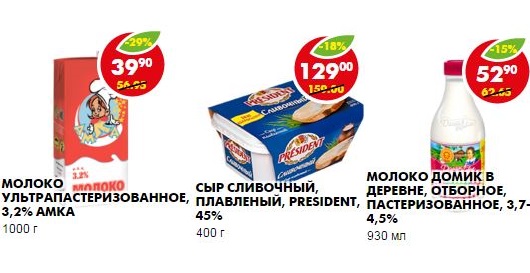 -29%
39 90
56.95
3,2%
МОЛОКО
МОЛОКО
УЛЬТРАПАСТЕРИЗОВАННОЕ,
3,2% АМКА
1000 г
-18%
129 00
159.00
PRESIDENT
Сливочный
PRESIDENT
Сливочный
СЫР СЛИВОЧНЫЙ,
ПЛАВЛЕНЫЙ, PRESIDENT,
45%
400 г
-15%
52 90
62.65
МОЛОКО ДОМИК В
ДЕРЕВНЕ, ОТБОРНОЕ,
ПАСТЕРИЗОВАННОЕ, 3,7-
4,5%
930 мл